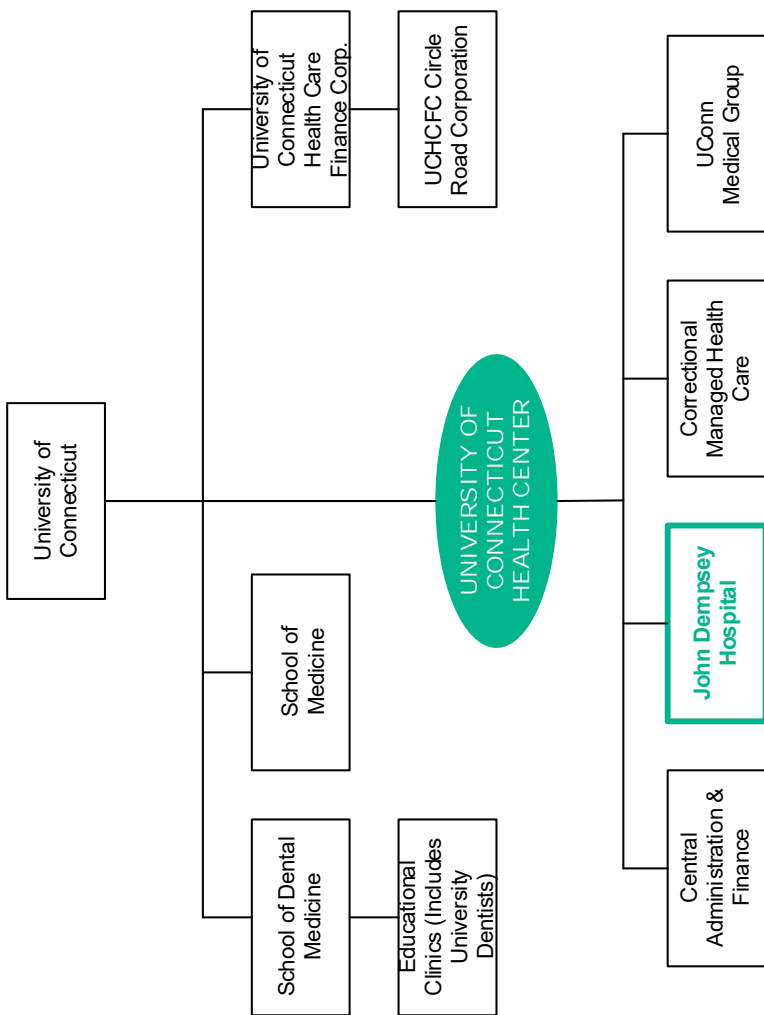 University of
Connecticut
School of Dental
Medicine
School of
Medicine
University of
Connecticut
Health Care
Finance Corp.
Educational
Clinics (Includes
University
Dentists)
UCHCFC Circle
Road Corporation
UNIVERSITY OF
CONNECTICUT
HEALTH CENTER
Central
Administration &
Finance
John Dempsey
Hospital
Correctional
Managed Health
Care
UConn
Medical Group